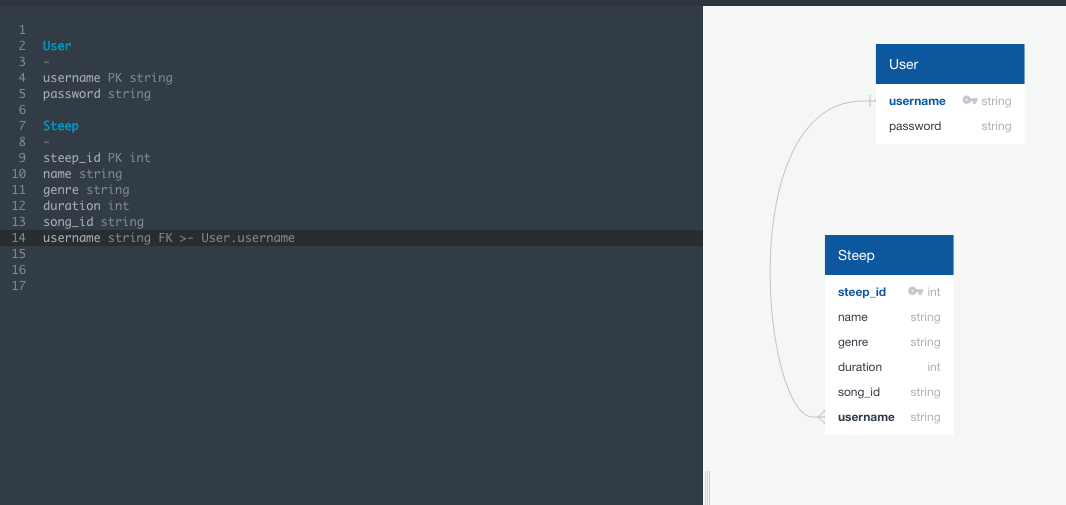 1
2 User
3 -
4 username PK string
5 password string
6
7 Steep
8 -
9 steep_id PK int
10 name string
11 genre string
12 duration int
13 song_id string
14 username string FK >- User.username
15
16
17
User
username string
password string
Steep
steep_id int
name string
genre string
duration int
song_id string
username string